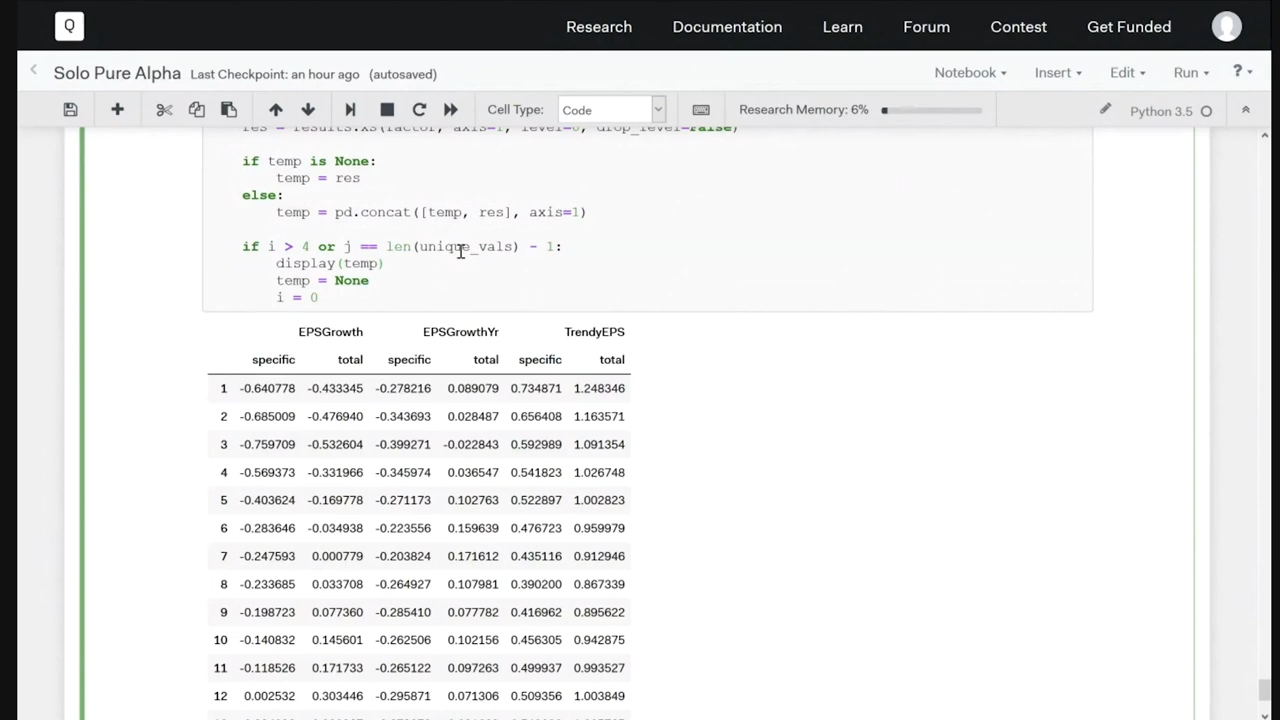 Q
Research Documentation Learn Forum Contest Get Funded
Solo Pure Alpha Last Checkpoint: an hour ago (autosaved) Notebook Insert Edit Run ?
Cell Type: Code Research Memory: 6% Python 3.5
res = results.xs(factor, axis=1, level=0, drop_level=False)
if temp is None:
temp = res
else:
temp = pd.concat([temp, res], axis=1)
if i > 4 or j == len(unique_vals) - 1:
display(temp)
temp = None
i = 0
EPSGrowth EPSGrowthYr TrendyEPS
specific total specific total specific total
1 -0.640778 -0.433345 -0.278216 0.089079 0.734871 1.248346
2 -0.685009 -0.476940 -0.343693 0.028487 0.656408 1.163571
3 -0.759709 -0.532604 -0.399271 -0.022843 0.592989 1.091354
4 -0.569373 -0.331966 -0.345974 0.036547 0.541823 1.026748
5 -0.403624 -0.169778 -0.271173 0.102763 0.522897 1.002823
6 -0.283646 -0.034938 -0.223556 0.159639 0.476723 0.959979
7 -0.247593 0.000779 -0.203824 0.171612 0.435116 0.912946
8 -0.233685 0.033708 -0.264927 0.107981 0.390200 0.867339
9 -0.198723 0.077360 -0.285410 0.077782 0.416962 0.895622
10 -0.140832 0.145601 -0.262506 0.102156 0.456305 0.942875
11 -0.118526 0.171733 -0.265122 0.097263 0.499937 0.993527
12 0.002532 0.303446 -0.295871 0.071306 0.509356 1.003849